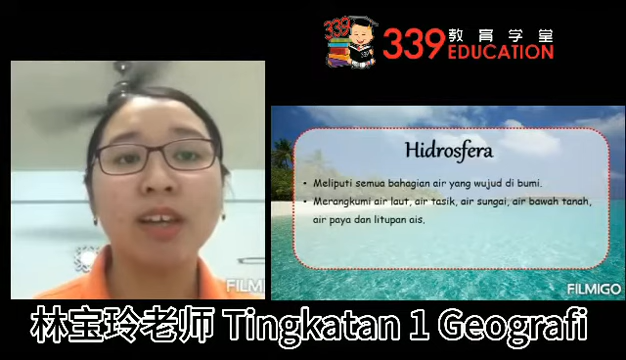 339 教育学堂
EDUCATION
Hidrosfera
• Meliputi semua bahagian air yang wujud di bumi.
• Merangkumi air laut, air tasik, air sungai, air bawah tanah,
air paya dan litupan ais.
FILMI
FILMIGO
林宝玲老师 Tingkatan 1 Geografi